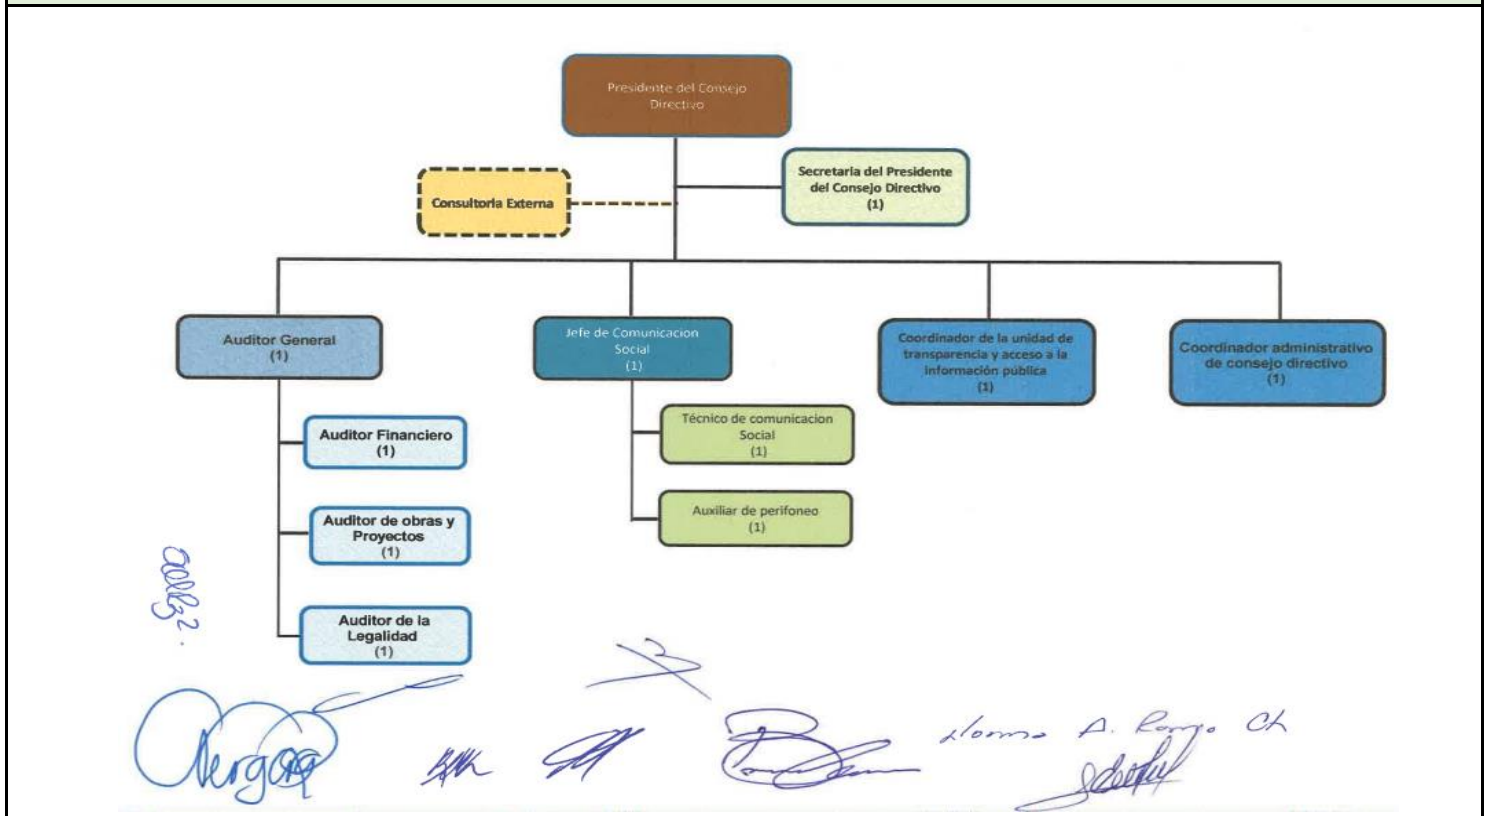 Presidente del Consejo
Directivo
Secretaria del Presidente
del Consejo Directivo
(1)
Consultoria Externa
Auditor General
(1)
Jefe de Comunicacion
Social
(1)
Coordinador de la unidad de
transparencia y acceso a la
información pública
(1)
Coordinador administrativo
de consejo directivo
(1)
Auditor Financiero
(1)
Técnico de comunicacion
Social
(1)
Auditor de obras y
Proyectos
(1)
Auxiliar de perifoneo
(1)
Auditor de la
Legalidad
(1)
A.
Ch